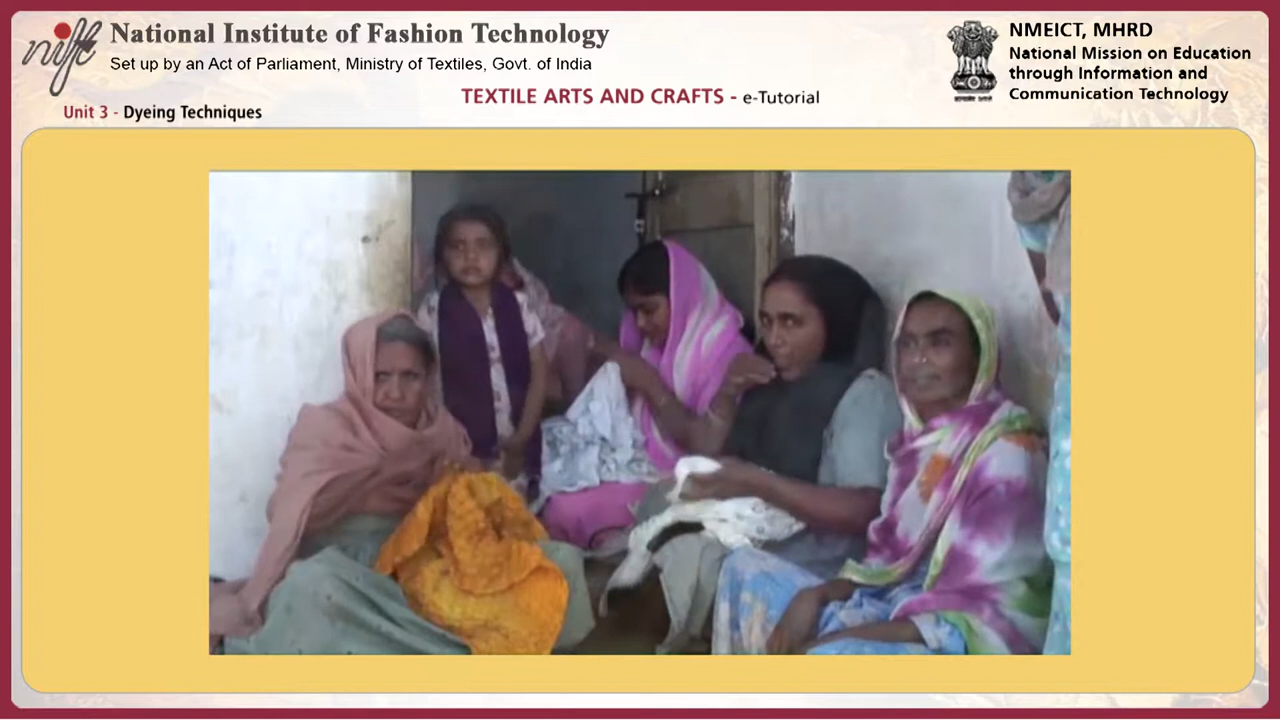 nift
National Institute of Fashion Technology
Set up by an Act of Parliament, Ministry of Textiles, Govt. of India
NMEICT, MHRD
National Mission on Education
through Information and
Communication Technology
TEXTILE ARTS AND CRAFTS - e-Tutorial
Unit 3 - Dyeing Techniques